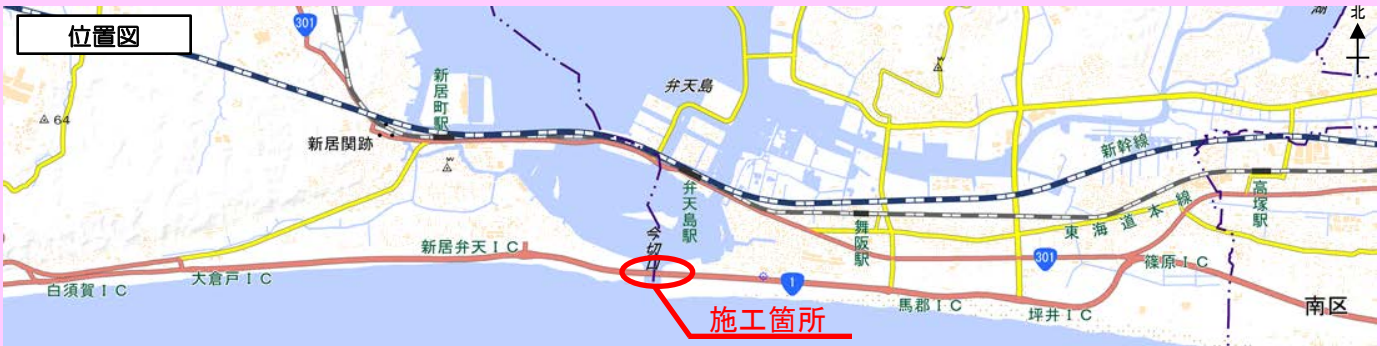 位置図
301
湖
北
64
新居町駅
弁天島
新居関跡
新幹線
弁天島駅
舞阪駅
東海道本線
高塚駅
今切口
新居弁天IC
大倉戸IC
白須賀IC
301
篠原IC
1
馬郡IC
坪井IC
南区
施工箇所